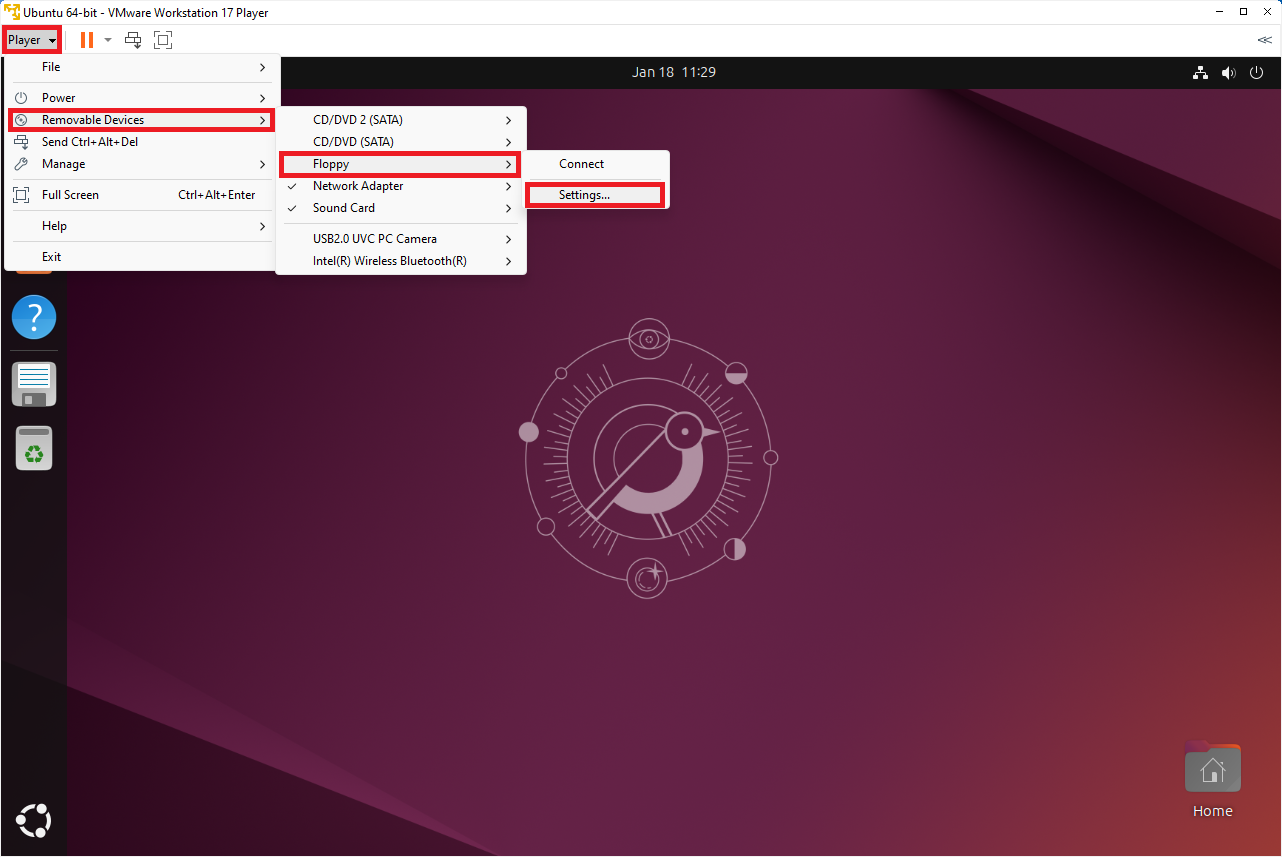 Ubuntu 64-bit - VMware Workstation 17 Player
Player
File
Power
Removable Devices
Send Ctrl+Alt+Del
Manage
Full Screen Ctrl+Alt+Enter
Help
Exit
CD/DVD 2 (SATA)
CD/DVD (SATA)
Floppy
Network Adapter
Sound Card
USB2.0 UVC PC Camera
Intel(R) Wireless Bluetooth(R)
Connect
Settings...
Jan 18 11:29
?
Home